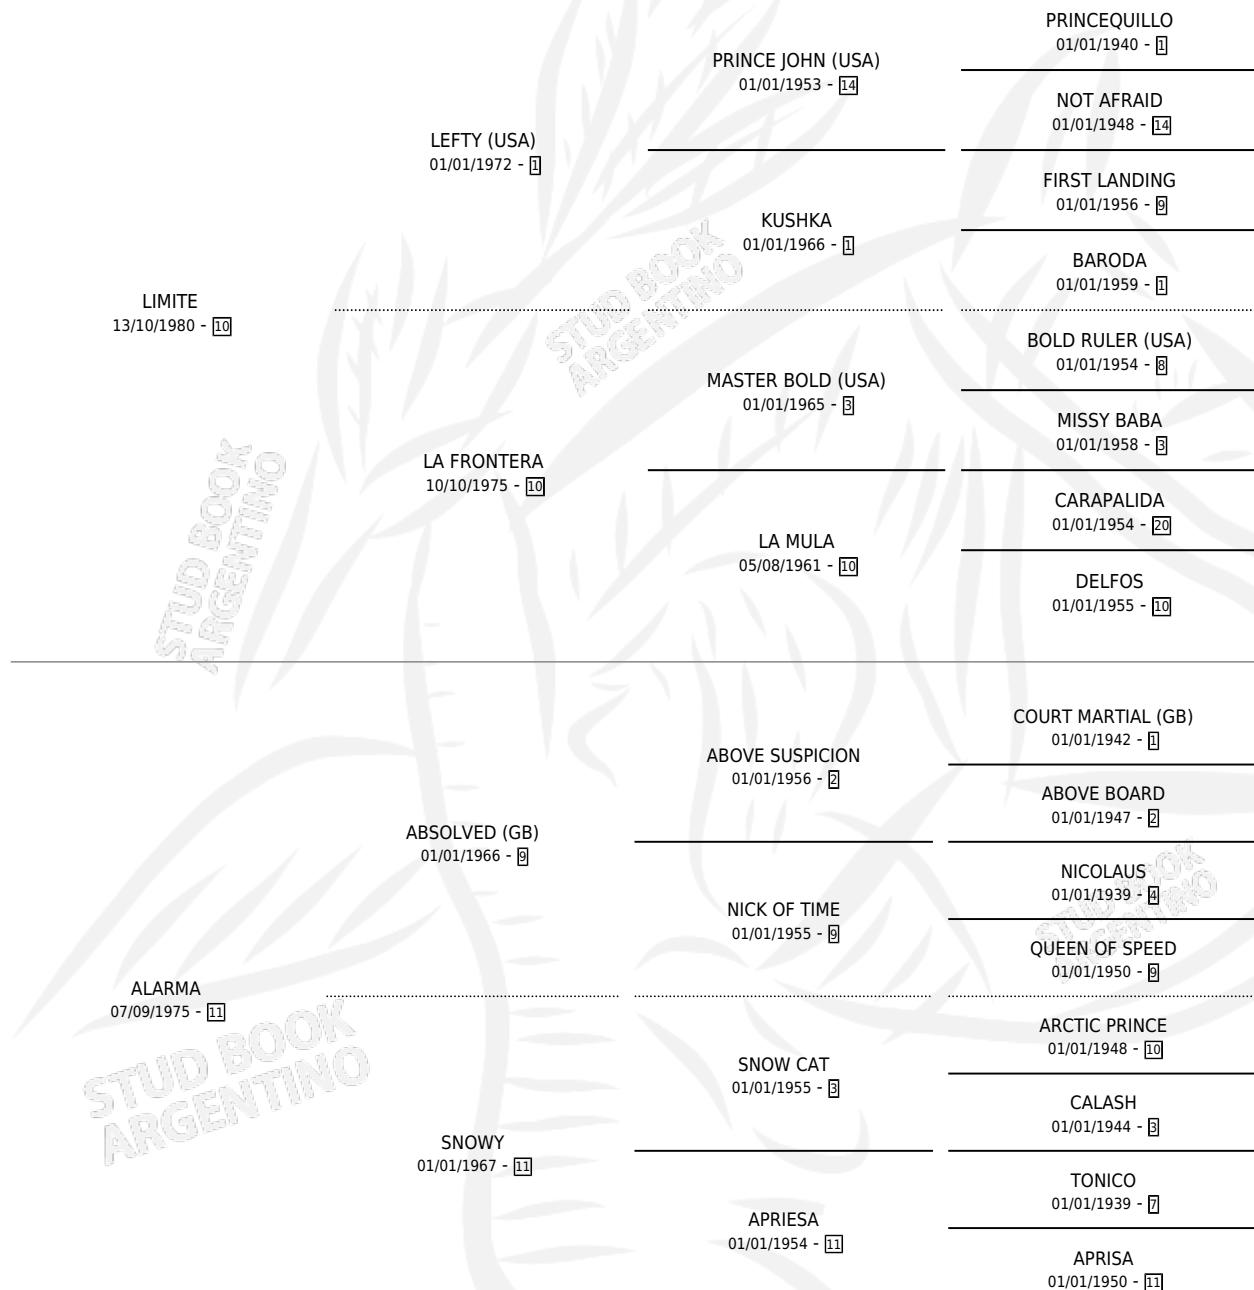 PRINCEQUILLO
01/01/1940 - 1
PRINCE JOHN (USA)
01/01/1953 - 14
NOT AFRAID
01/01/1948 - 14
LEFTY (USA)
01/01/1972 - 1
FIRST LANDING
01/01/1956 - 9
KUSHKA
01/01/1966 - 1
BARODA
01/01/1959 - 1
LIMITE
13/10/1980 - 10
STUD BOOK
ARGENTINO
BOLD RULER (USA)
01/01/1954 - 8
MASTER BOLD (USA)
01/01/1965 - 3
MISSY BABA
01/01/1958 - 3
LA FRONTERA
10/10/1975 - 10
CARAPALIDA
01/01/1954 - 20
LA MULA
05/08/1961 - 10
DELFOS
01/01/1955 - 10
STUD BOOK
ARGENTINO
COURT MARTIAL (GB)
01/01/1942 - 1
ABOVE SUSPICION
01/01/1956 - 2
ABOVE BOARD
01/01/1947 - 2
ABSOLVED (GB)
01/01/1966 - 9
NICOLAUS
01/01/1939 - 4
NICK OF TIME
01/01/1955 - 9
QUEEN OF SPEED
01/01/1950 - 9
STUD BOOK
ARGENTINO
ALARMA
07/09/1975 - 11
ARCTIC PRINCE
01/01/1948 - 10
SNOW CAT
01/01/1955 - 3
CALASH
01/01/1944 - 3
STUD BOOK
ARGENTINO
SNOWY
01/01/1967 - 11
TONICO
01/01/1939 - 7
APRIESA
01/01/1954 - 11
APRISA
01/01/1950 - 11